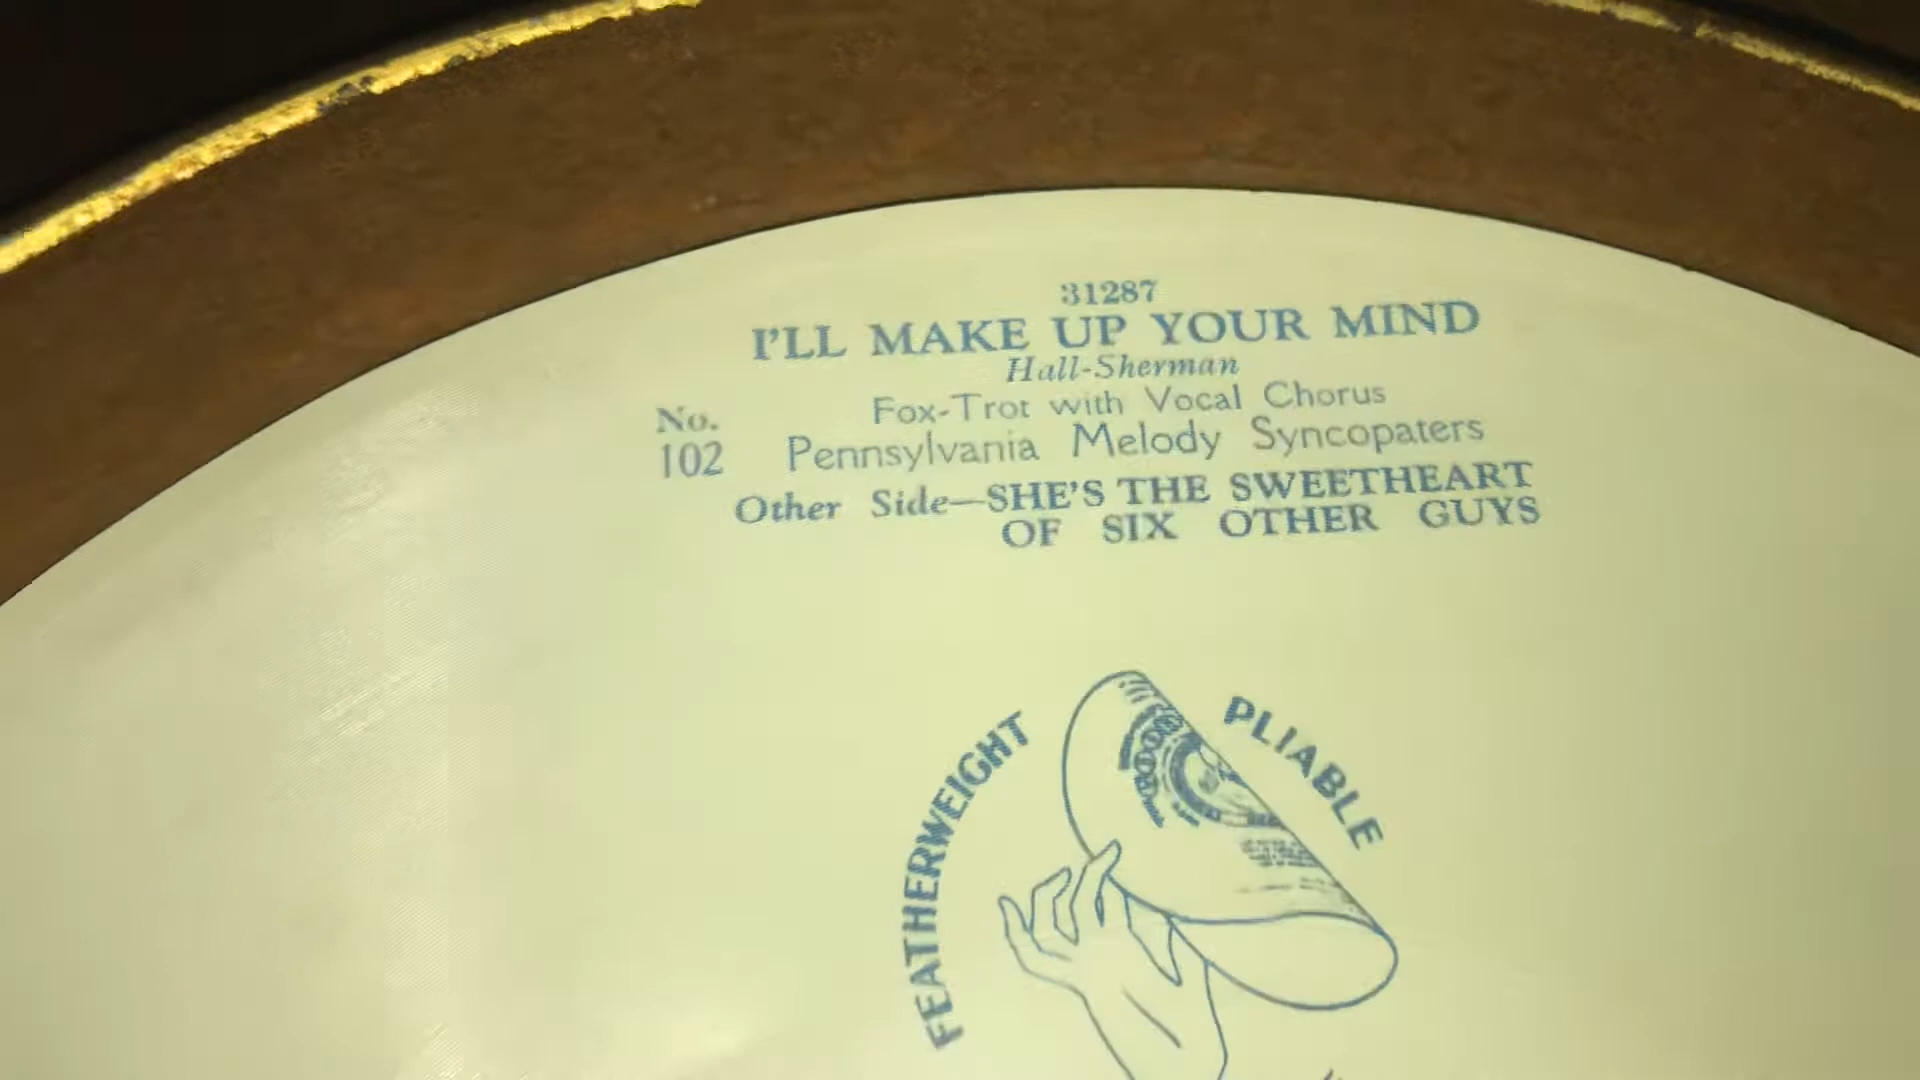 31287
I'LL MAKE UP YOUR MIND
Hall-Sherman
Fox-Trot with Vocal Chorus
No.
102
Pennsylvania Melody Syncopaters
Other Side—SHE'S THE SWEETHEART
OF SIX OTHER GUYS
FEATHERWEIGHT
PLIABLE